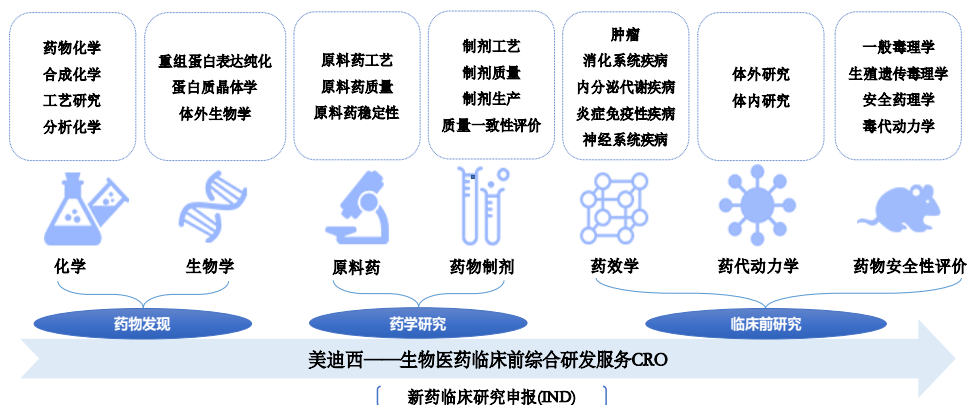 药物化学
合成化学
工艺研究
分析化学
重组蛋白表达纯化
蛋白质晶体学
体外生物学
原料药工艺
原料药质量
原料药稳定性
制剂工艺
制剂质量
制剂生产
质量一致性评价
肿瘤
消化系统疾病
内分泌代谢疾病
炎症免疫性疾病
神经系统疾病
体外研究
体内研究
一般毒理学
生殖遗传毒理学
安全药理学
毒代动力学
化学
生物学
原料药
药物制剂
药效学
药代动力学
药物安全性评价
药物发现
药学研究
临床前研究
美迪西——生物医药临床前综合研发服务CRO
新药临床研究申报(IND)